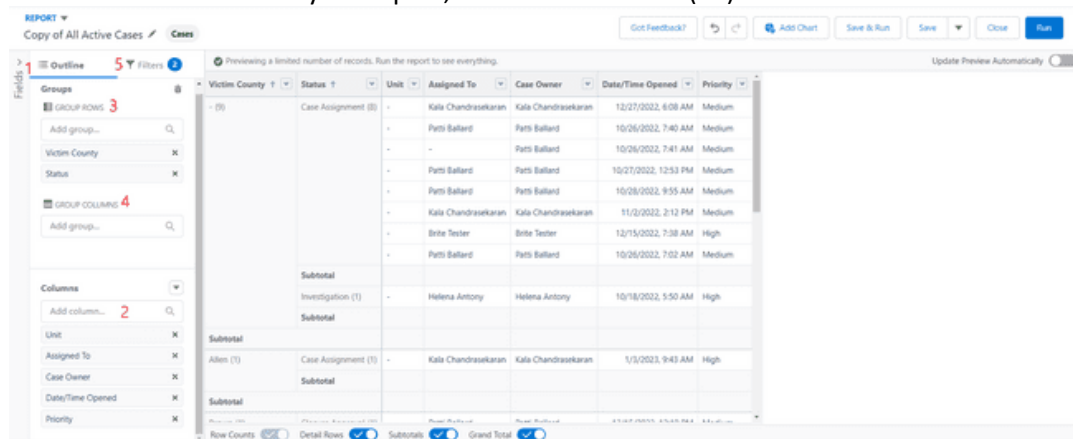 REPORT
Copy of All Active Cases Cases
Got Feedback? Add Chart Save & Run Save Close Run
Fields
1 Outline 5 Filters 2
Previewing a limited number of records. Run the report to see everything.
Update Preview Automatically
Groups
GROUP ROWS 3
Add group...
Victim County
Status
GROUP COLUMNS 4
Add group...
Columns
Add column... 2
Unit
Assigned To
Case Owner
Date/Time Opened
Priority
Victim County Status Unit Assigned To Case Owner Date/Time Opened Priority
- (9) Case Assignment (8) - Kala Chandrasekaran Kala Chandrasekaran 12/27/2022, 6:08 AM Medium
- Patti Ballard Patti Ballard 10/26/2022, 7:40 AM Medium
- - Patti Ballard 10/26/2022, 7:41 AM Medium
- Patti Ballard Patti Ballard 10/27/2022, 12:53 PM Medium
- Patti Ballard Patti Ballard 10/28/2022, 9:55 AM Medium
- Kala Chandrasekaran Kala Chandrasekaran 11/2/2022, 2:12 PM Medium
- Brite Tester Brite Tester 12/15/2022, 7:38 AM High
- Patti Ballard Patti Ballard 10/26/2022, 7:02 AM Medium
Subtotal
Investigation (1) - Helena Antony Helena Antony 10/18/2022, 5:50 AM High
Subtotal
Subtotal
Allen (1) Case Assignment (1) - Kala Chandrasekaran Kala Chandrasekaran 1/3/2023, 9:43 AM High
Subtotal
Subtotal
Row Counts Detail Rows Subtotals Grand Total